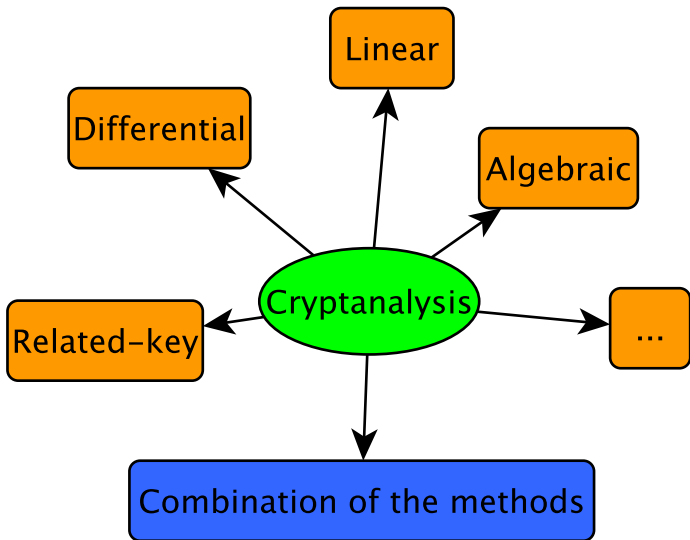 Linear
Differential
Algebraic
Cryptanalysis
...
Related-key
Combination of the methods